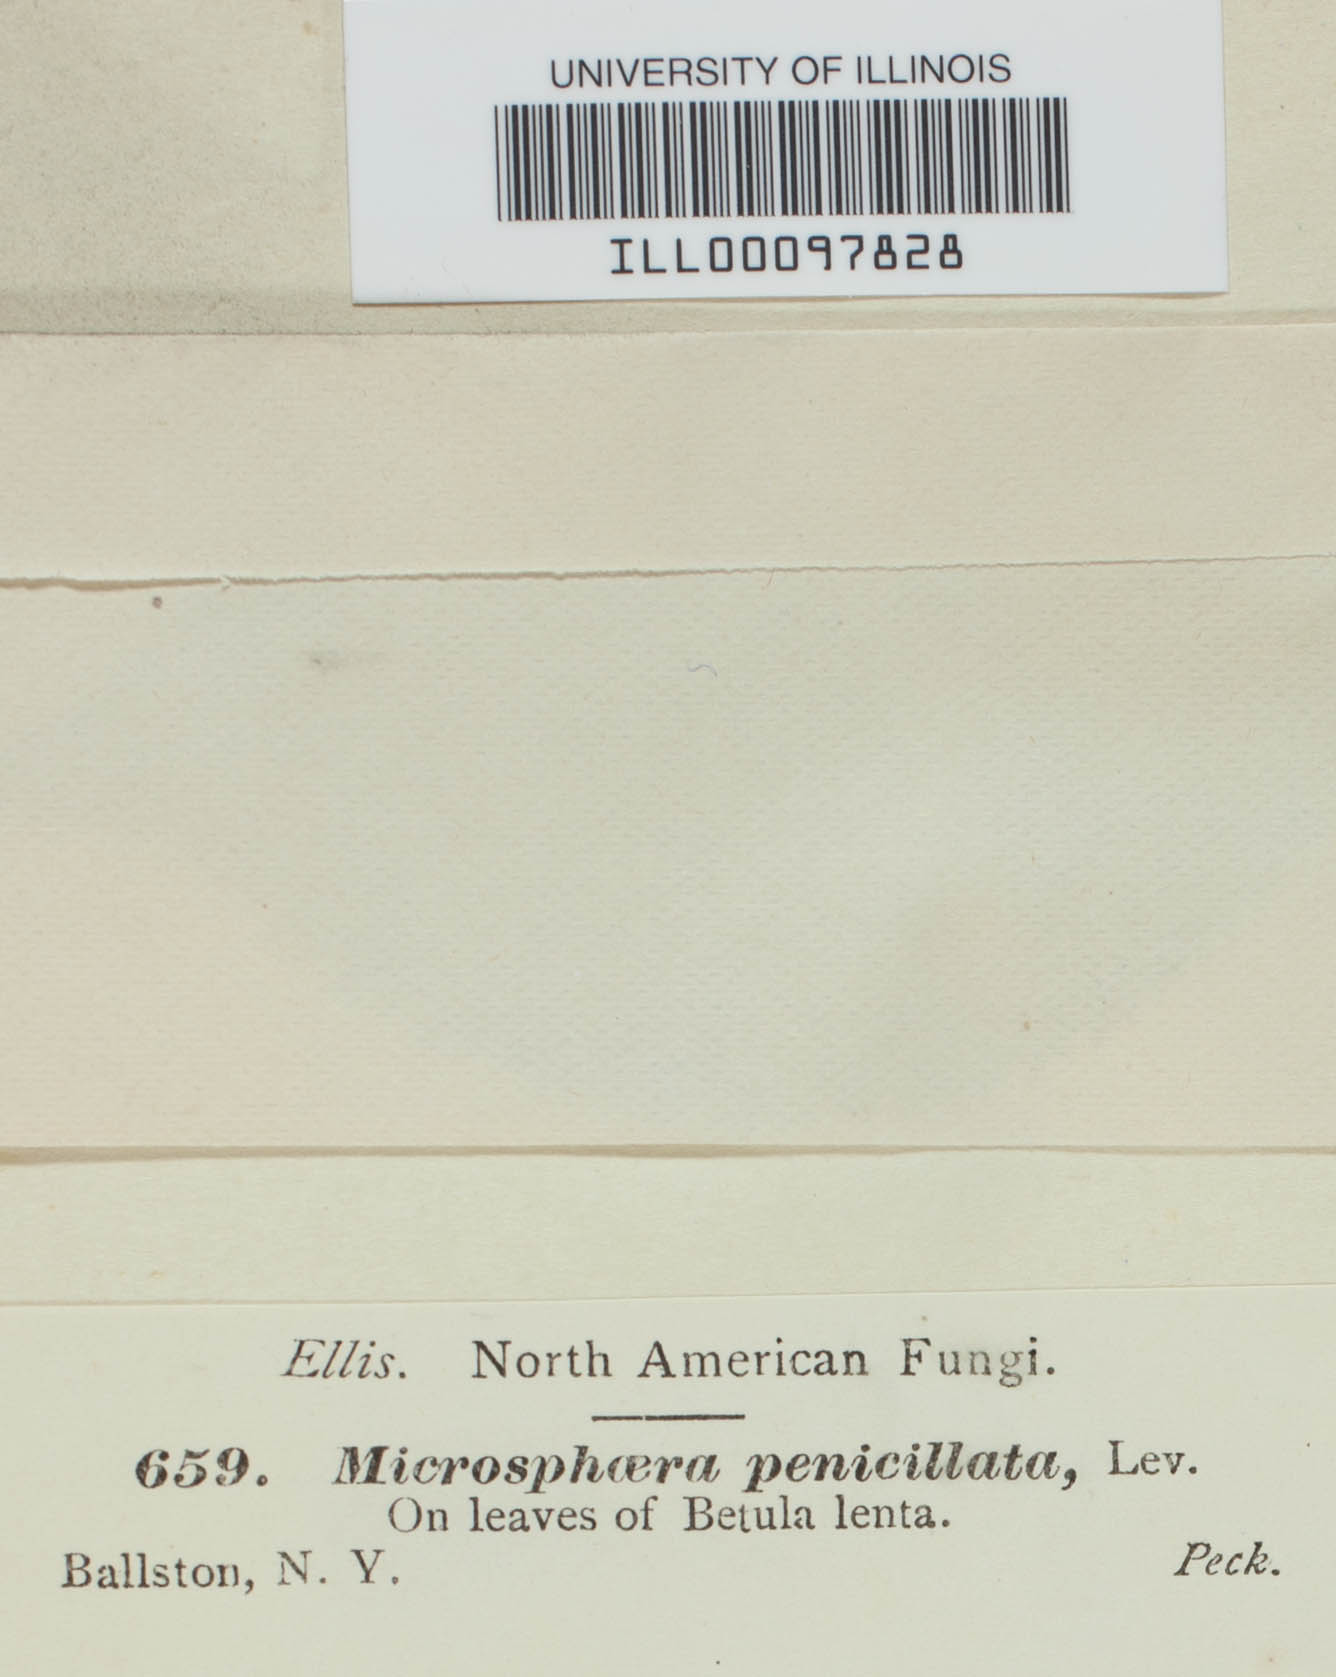 UNIVERSITY OF ILLINOIS
ILL00097828
Ellis. North American Fungi.
659. Microsphæra penicillata, Lev.
On leaves of Betula lenta.
Ballston, N. Y. Peck.